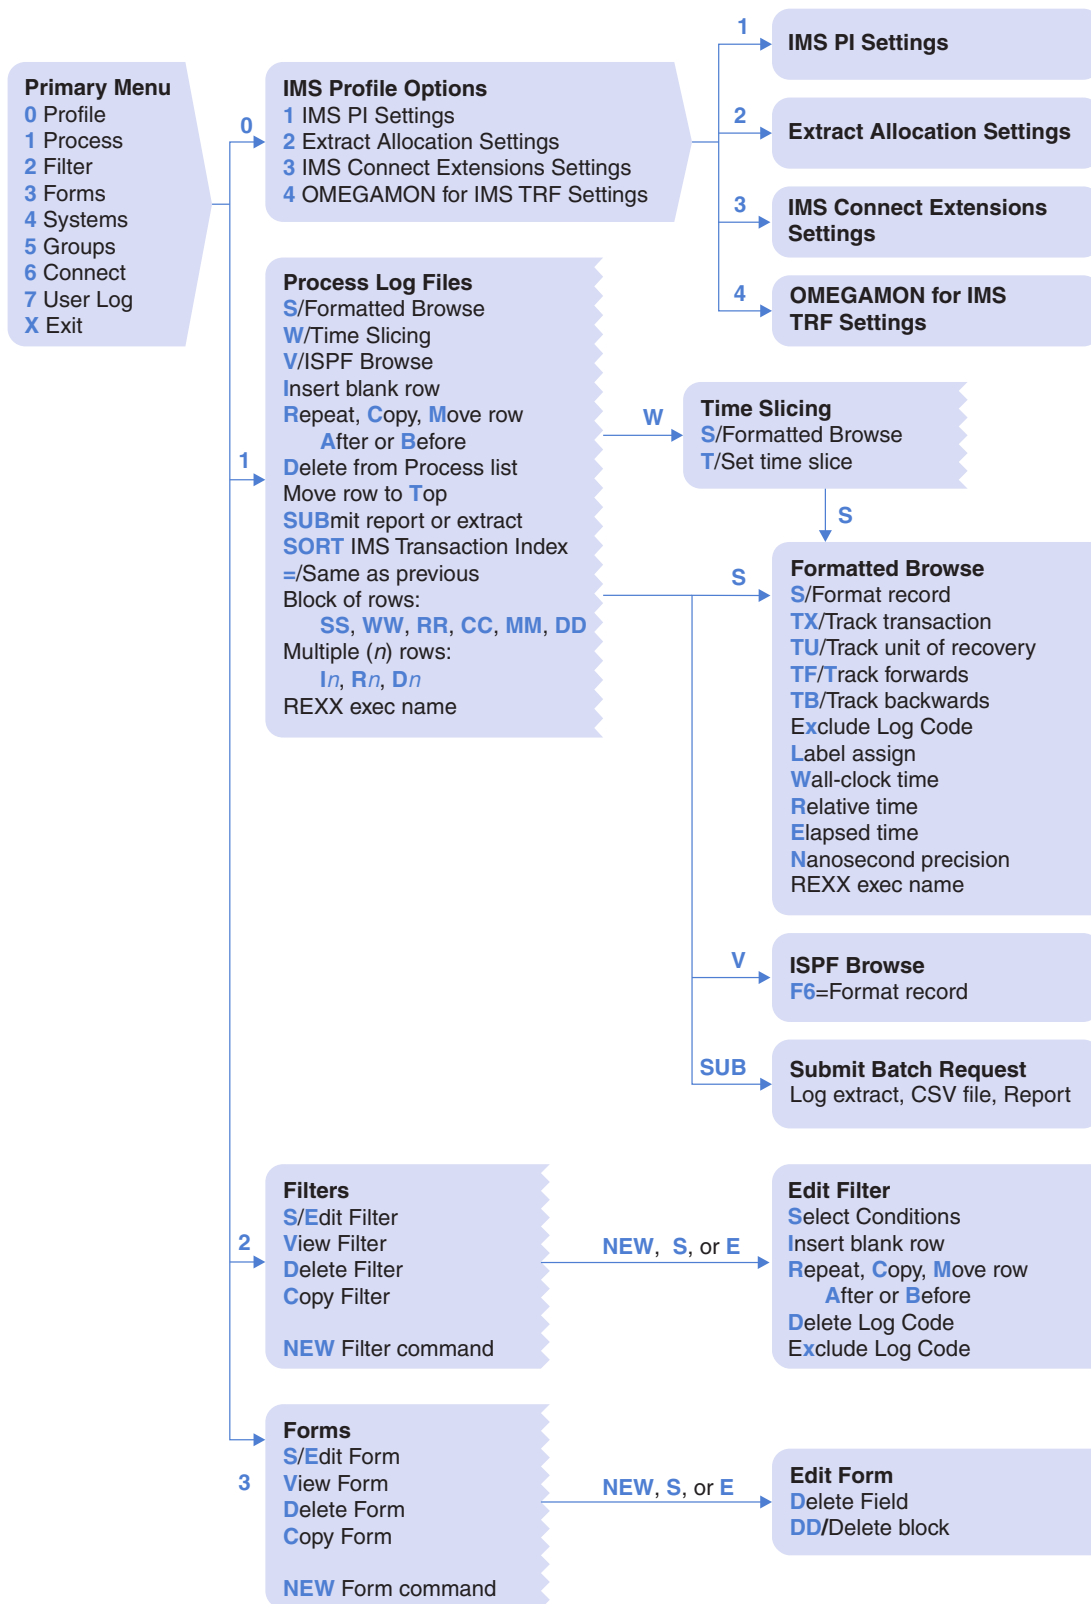 Primary Menu
0 Profile
1 Process
2 Filter
3 Forms
4 Systems
5 Groups
6 Connect
7 User Log
X Exit
0
IMS Profile Options
1 IMS PI Settings
2 Extract Allocation Settings
3 IMS Connect Extensions Settings
4 OMEGAMON for IMS TRF Settings
1
IMS PI Settings
2
Extract Allocation Settings
3
IMS Connect Extensions
Settings
4
OMEGAMON for IMS
TRF Settings
1
Process Log Files
S/Formatted Browse
W/Time Slicing
V/ISPF Browse
Insert blank row
Repeat, Copy, Move row
After or Before
Delete from Process list
Move row to Top
SUBmit report or extract
SORT IMS Transaction Index
=/Same as previous
Block of rows:
SS, WW, RR, CC, MM, DD
Multiple (n) rows:
In, Rn, Dn
REXX exec name
W
Time Slicing
S/Formatted Browse
T/Set time slice
S
S
Formatted Browse
S/Format record
TX/Track transaction
TU/Track unit of recovery
TF/Track forwards
TB/Track backwards
Exclude Log Code
Label assign
Wall-clock time
Relative time
Elapsed time
Nanosecond precision
REXX exec name
V
ISPF Browse
F6=Format record
SUB
Submit Batch Request
Log extract, CSV file, Report
2
Filters
S/Edit Filter
View Filter
Delete Filter
Copy Filter
NEW Filter command
NEW, S, or E
Edit Filter
Select Conditions
Insert blank row
Repeat, Copy, Move row
After or Before
Delete Log Code
Exclude Log Code
3
Forms
S/Edit Form
View Form
Delete Form
Copy Form
NEW Form command
NEW, S, or E
Edit Form
Delete Field
DD/Delete block